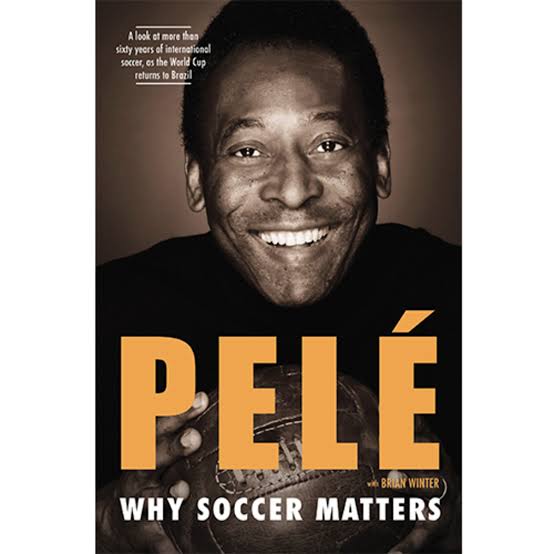 A look at more than
sixty years of international
soccer, as the World Cup
returns to Brazil
PELÉ
with BRIAN WINTER
WHY SOCCER MATTERS